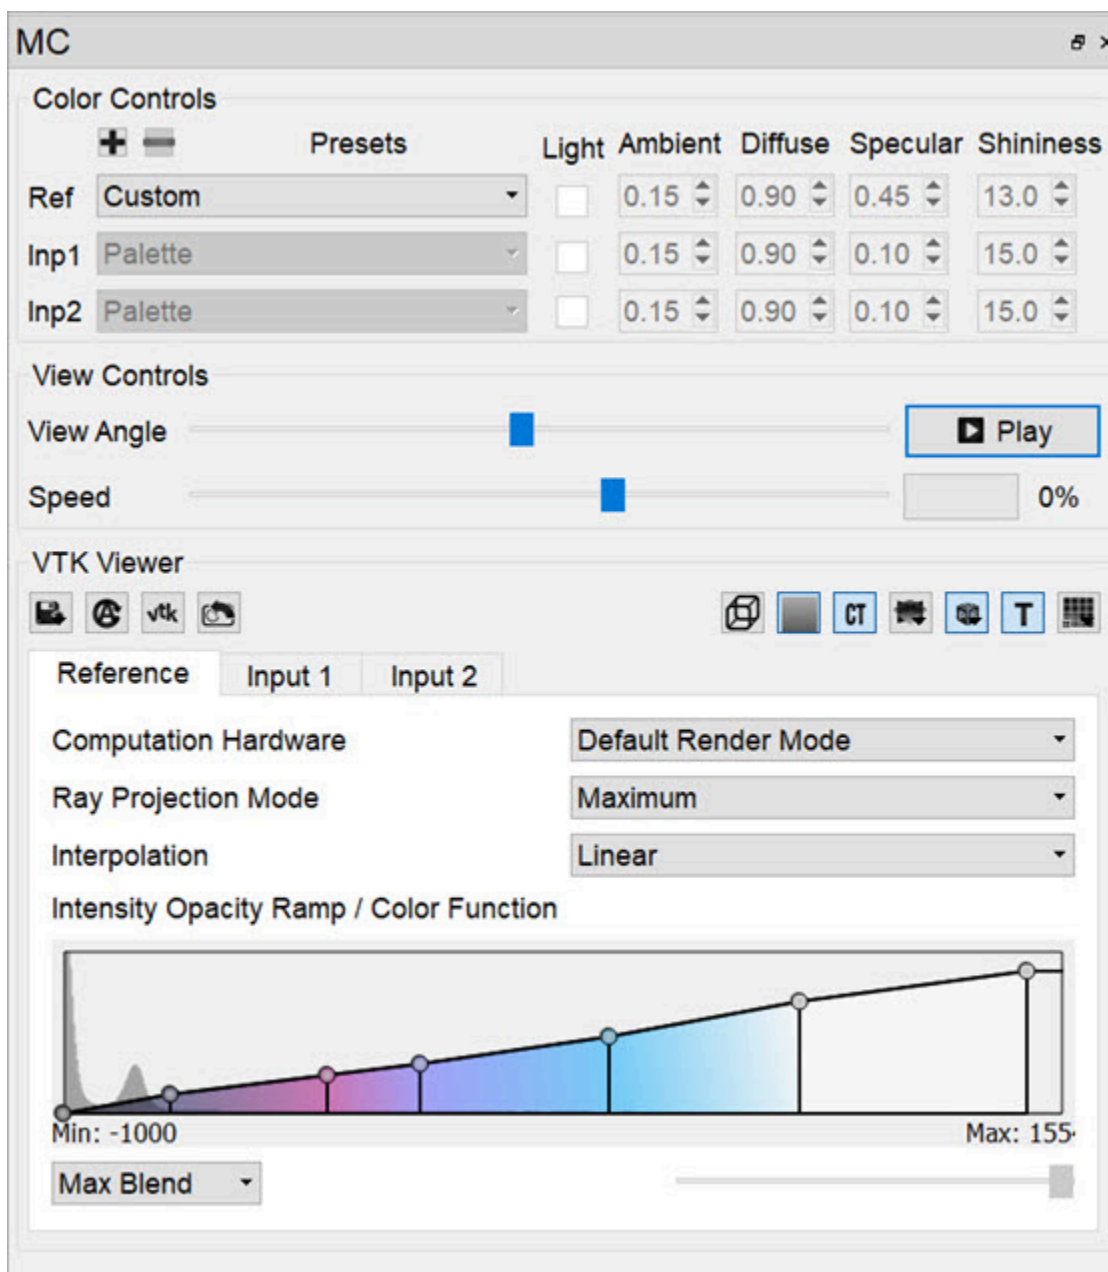 MC
Color Controls
Presets Light Ambient Diffuse Specular Shininess
Ref Custom 0.15 0.90 0.45 13.0
Inp1 Palette 0.15 0.90 0.10 15.0
Inp2 Palette 0.15 0.90 0.10 15.0
View Controls
View Angle Play
Speed 0%
VTK Viewer
vtk CT T
Reference Input 1 Input 2
Computation Hardware Default Render Mode
Ray Projection Mode Maximum
Interpolation Linear
Intensity Opacity Ramp / Color Function
Min: -1000 Max: 155
Max Blend